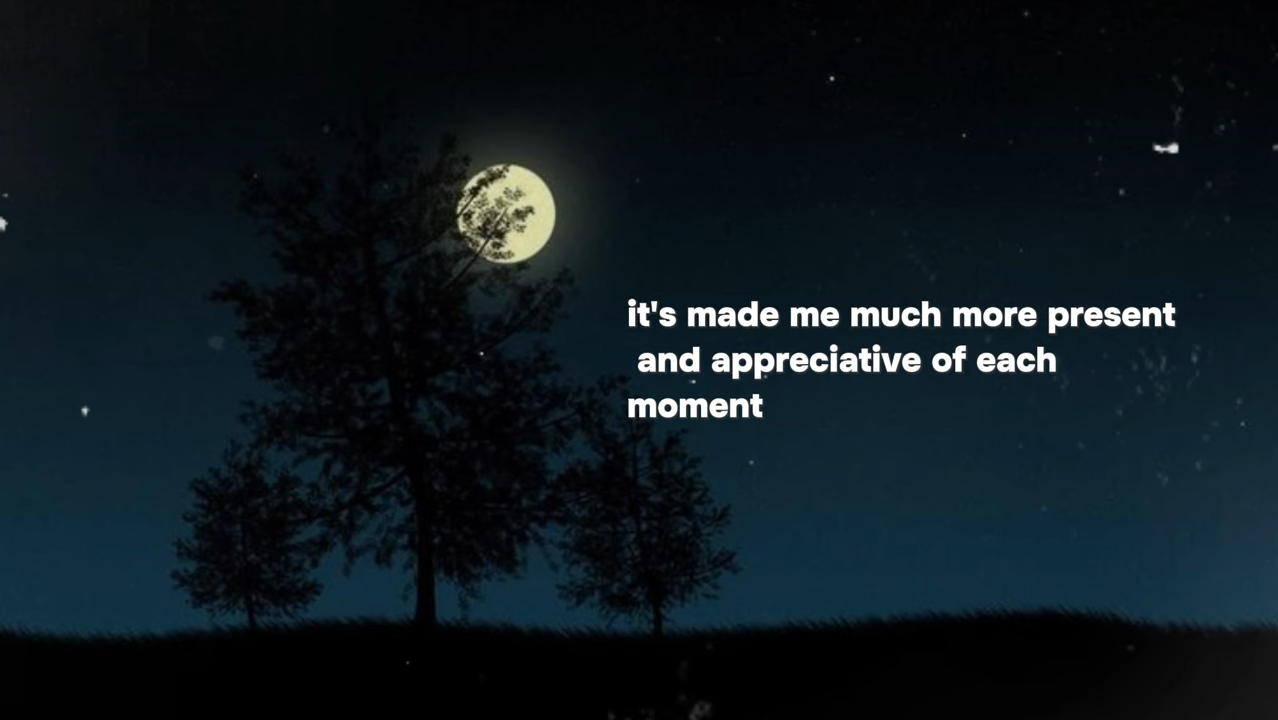 it's made me much more present
and appreciative of each
moment